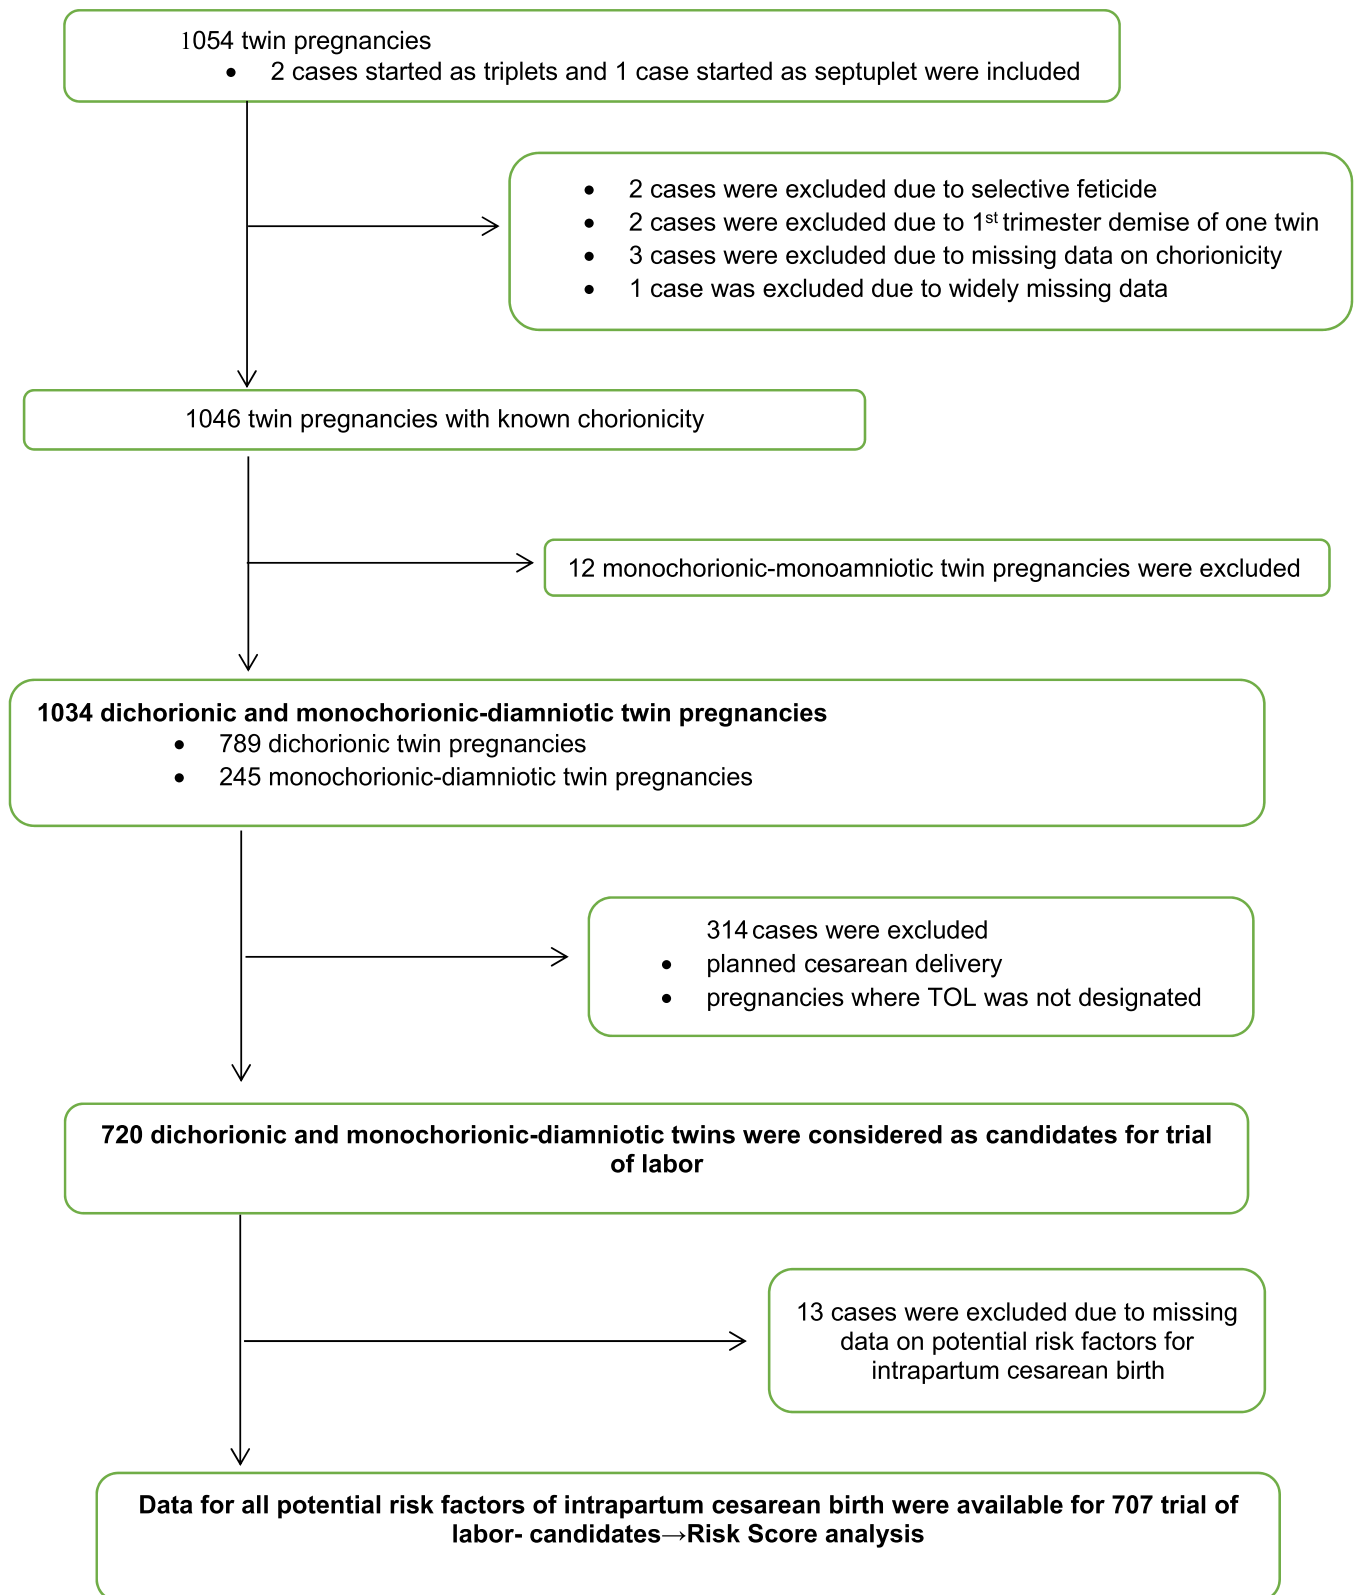 1054 twin pregnancies
• 2 cases started as triplets and 1 case started as septuplet were included
• 2 cases were excluded due to selective feticide
• 2 cases were excluded due to 1st trimester demise of one twin
• 3 cases were excluded due to missing data on chorionicity
• 1 case was excluded due to widely missing data
1046 twin pregnancies with known chorionicity
12 monochorionic-monoamniotic twin pregnancies were excluded
1034 dichorionic and monochorionic-diamniotic twin pregnancies
• 789 dichorionic twin pregnancies
• 245 monochorionic-diamniotic twin pregnancies
314 cases were excluded
• planned cesarean delivery
• pregnancies where TOL was not designated
720 dichorionic and monochorionic-diamniotic twins were considered as candidates for trial
of labor
13 cases were excluded due to missing
data on potential risk factors for
intrapartum cesarean birth
Data for all potential risk factors of intrapartum cesarean birth were available for 707 trial of
labor- candidates→Risk Score analysis